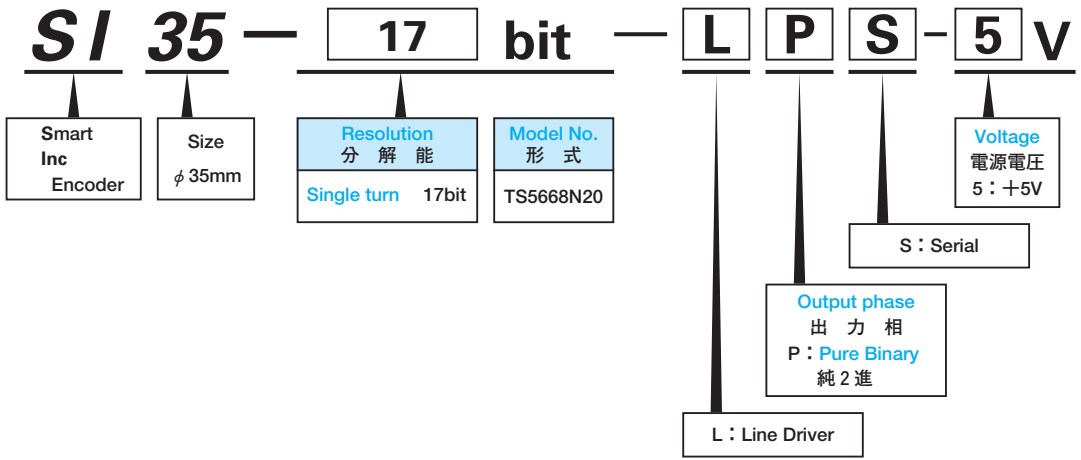 SI 35 — 17 bit — L P S - 5 V
Smart
Inc
Encoder
Size
φ 35mm
Resolution
分 解 能
Single turn 17bit
Model No.
形 式
TS5668N20
Voltage
電源電圧
5：＋5V
S：Serial
Output phase
出 力 相
P：Pure Binary
純２進
L：Line Driver